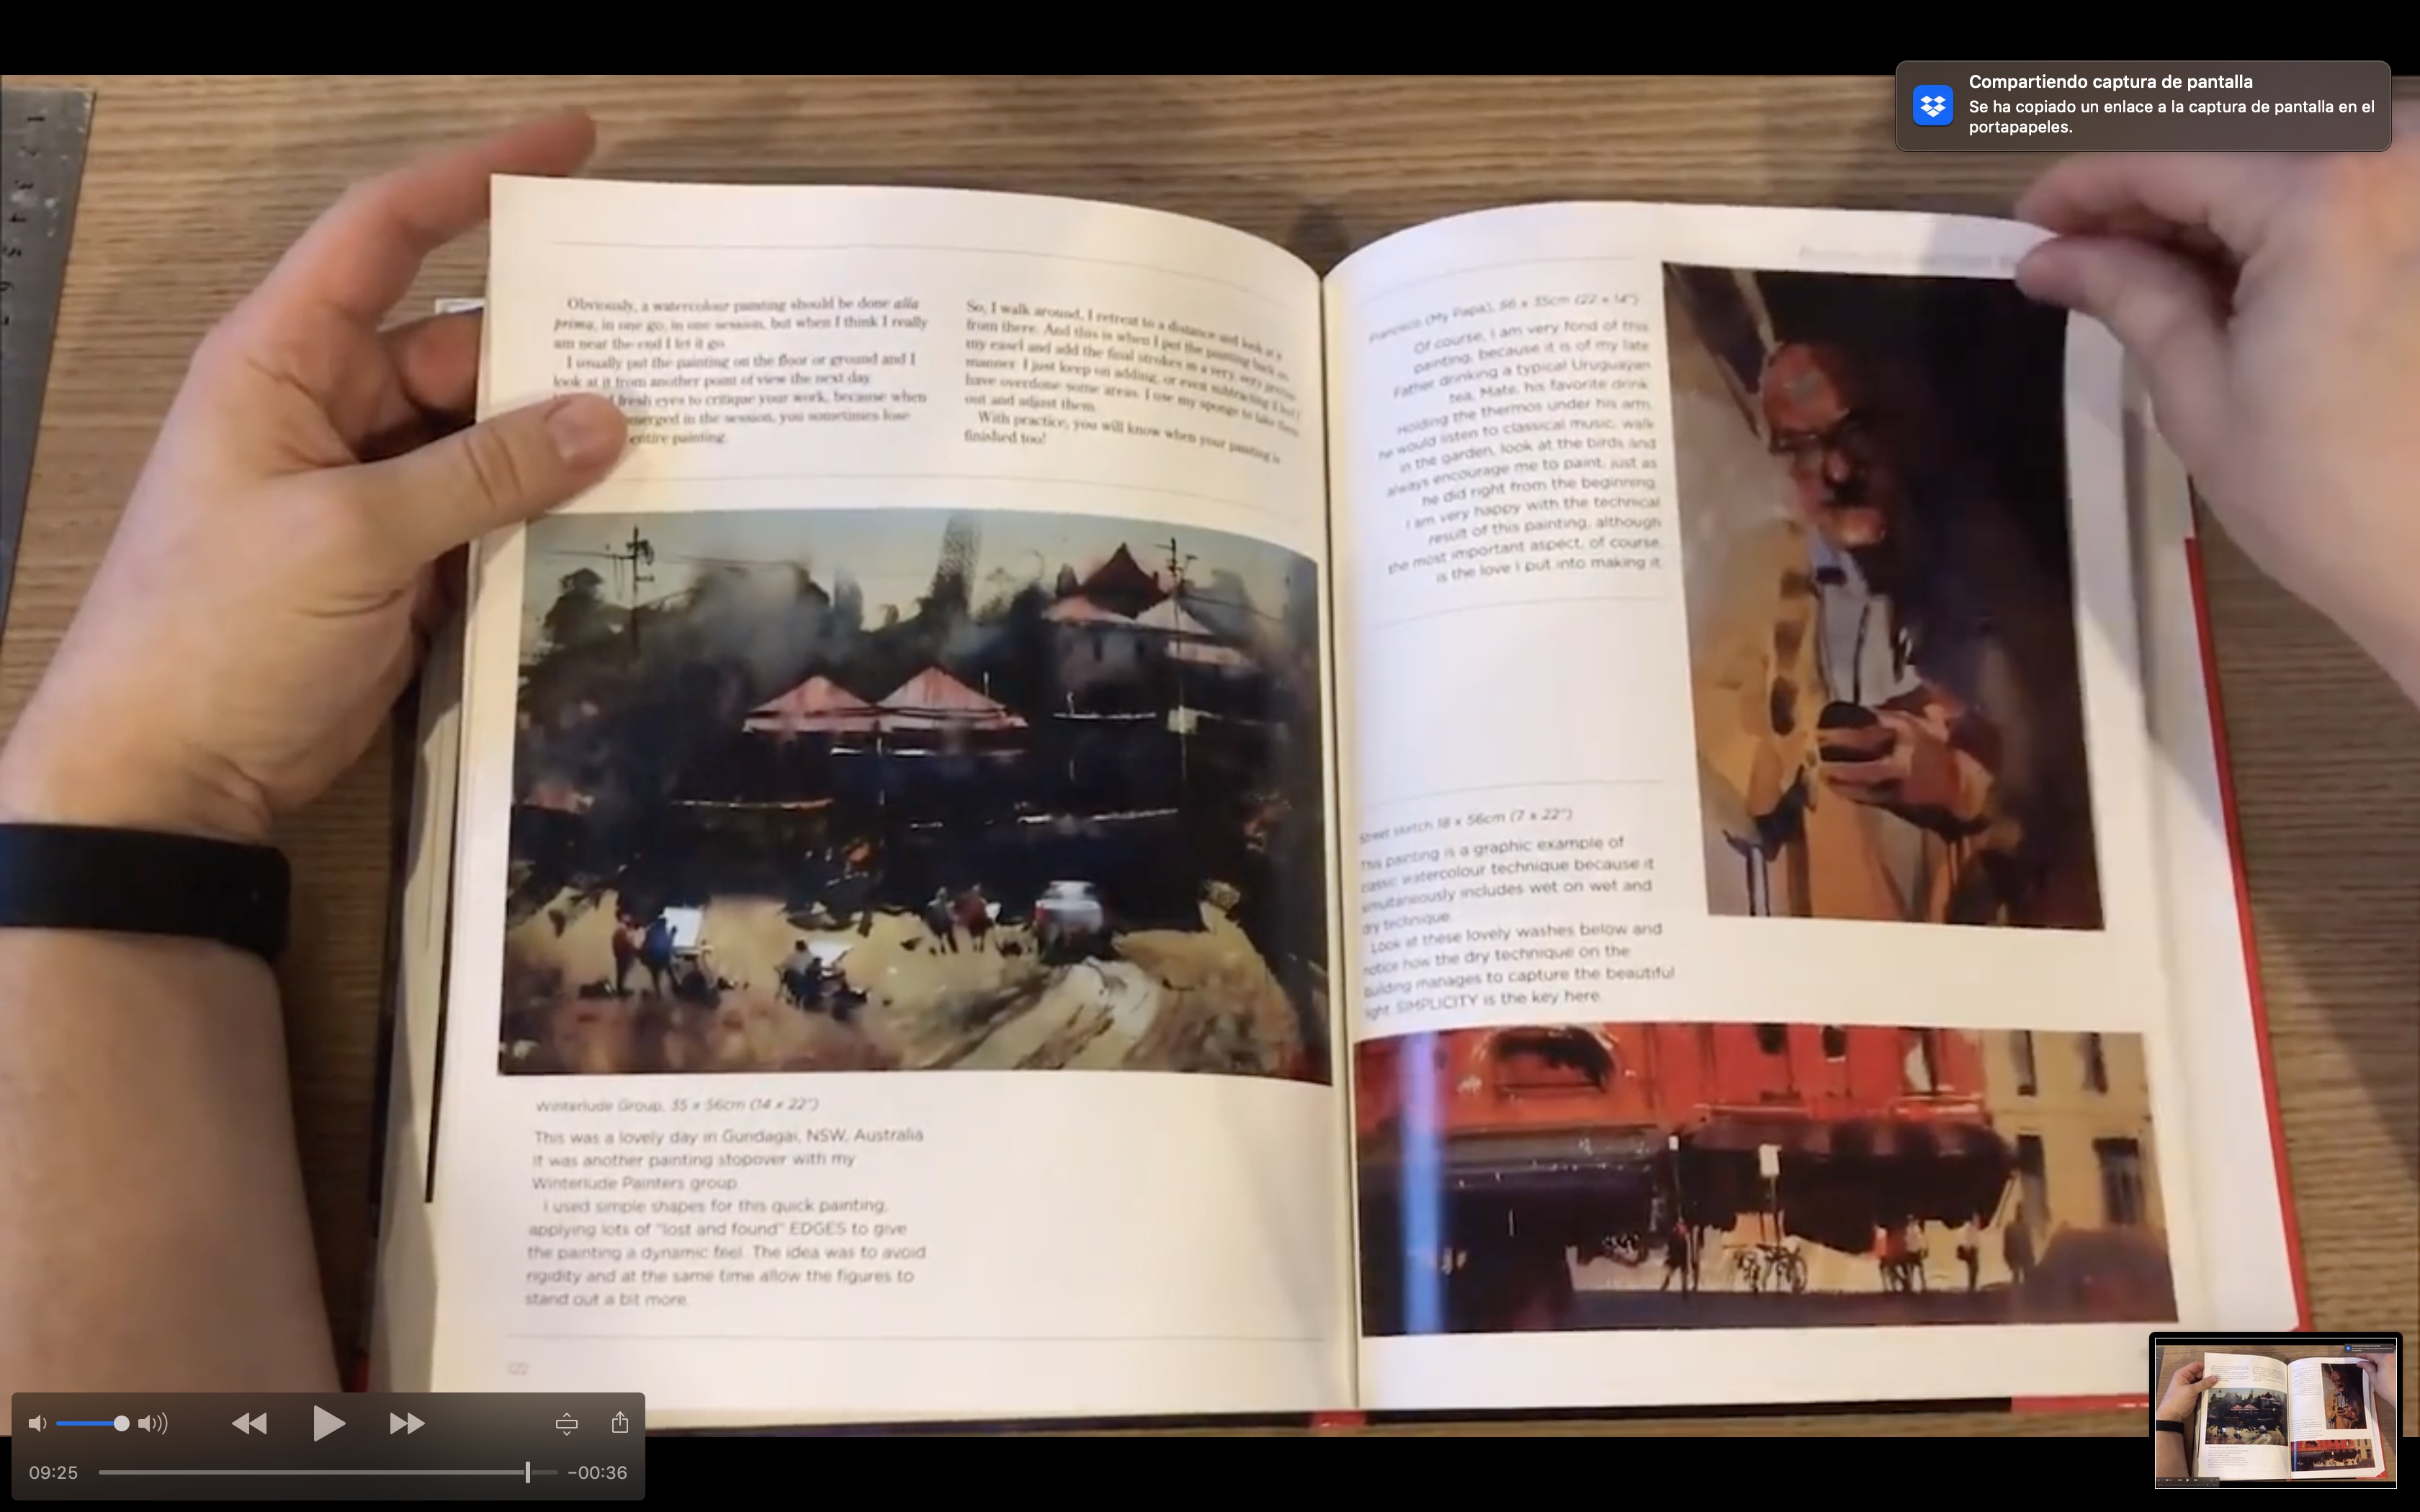 Compartiendo captura de pantalla
Se ha copiado un enlace a la captura de pantalla en el
portapapeles.
Obviously, a watercolour painting should be done alla
prima, in one go, in one session, but when I think I really
am near the end I let it go.
I usually put the painting on the floor or ground and I
look at it from another point of view the next day.
fresh eyes to critique your work, because when
merged in the session, you sometimes lose
entire painting.
So, I walk around, I retreat to a distance and look at it
from there. And this is when I put the painting back on
my easel and add the final strokes in a very, very precise
manner. I just keep on adding, or even subtracting if I
have overdone some areas. I use my sponge to take them
out and adjust them.
With practice, you will know when your painting is
finished too!
Winterlude Group, 35 x 56cm (14 x 22")
This was a lovely day in Gundagai, NSW, Australia
It was another painting stopover with my
Winterlude Painters group.
I used simple shapes for this quick painting,
applying lots of "lost and found" EDGES to give
the painting a dynamic feel. The idea was to avoid
rigidity and at the same time allow the figures to
stand out a bit more.
122
Francisco (My Papa), 56 x 35cm (22 x 14")
Of course, I am very fond of this
painting, because it is of my late
Father drinking a typical Uruguayan
tea, Mate, his favorite drink.
Holding the thermos under his arm,
he would listen to classical music, walk
in the garden, look at the birds and
always encourage me to paint, just as
he did right from the beginning.
I am very happy with the technical
result of this painting, although
the most important aspect, of course,
is the love I put into making it.
Street sketch 18 x 56cm (7 x 22")
This painting is a graphic example of
classic watercolour technique because it
simultaneously includes wet on wet and
dry technique.
Look at these lovely washes below and
notice how the dry technique on the
building manages to capture the beautiful
light. SIMPLICITY is the key here.
09:25
-00:36